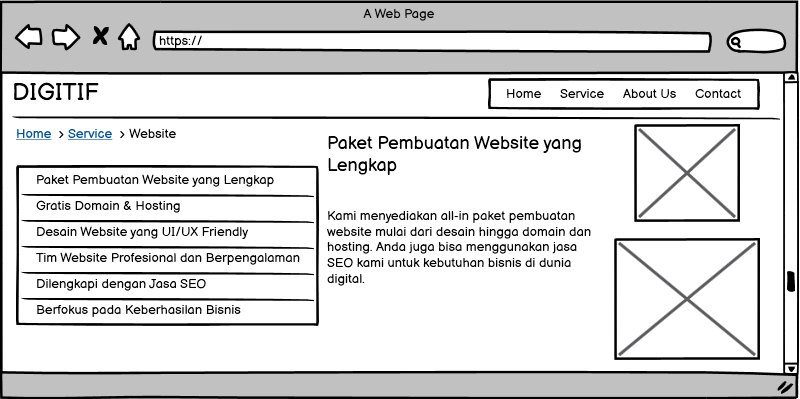 A Web Page
https://
DIGITIF
Home Service About Us Contact
Home > Service > Website
Paket Pembuatan Website yang Lengkap
Gratis Domain & Hosting
Desain Website yang UI/UX Friendly
Tim Website Profesional dan Berpengalaman
Dilengkapi dengan Jasa SEO
Berfokus pada Keberhasilan Bisnis
Paket Pembuatan Website yang
Lengkap
Kami menyediakan all-in paket pembuatan
website mulai dari desain hingga domain dan
hosting. Anda juga bisa menggunakan jasa
SEO kami untuk kebutuhan bisnis di dunia
digital.